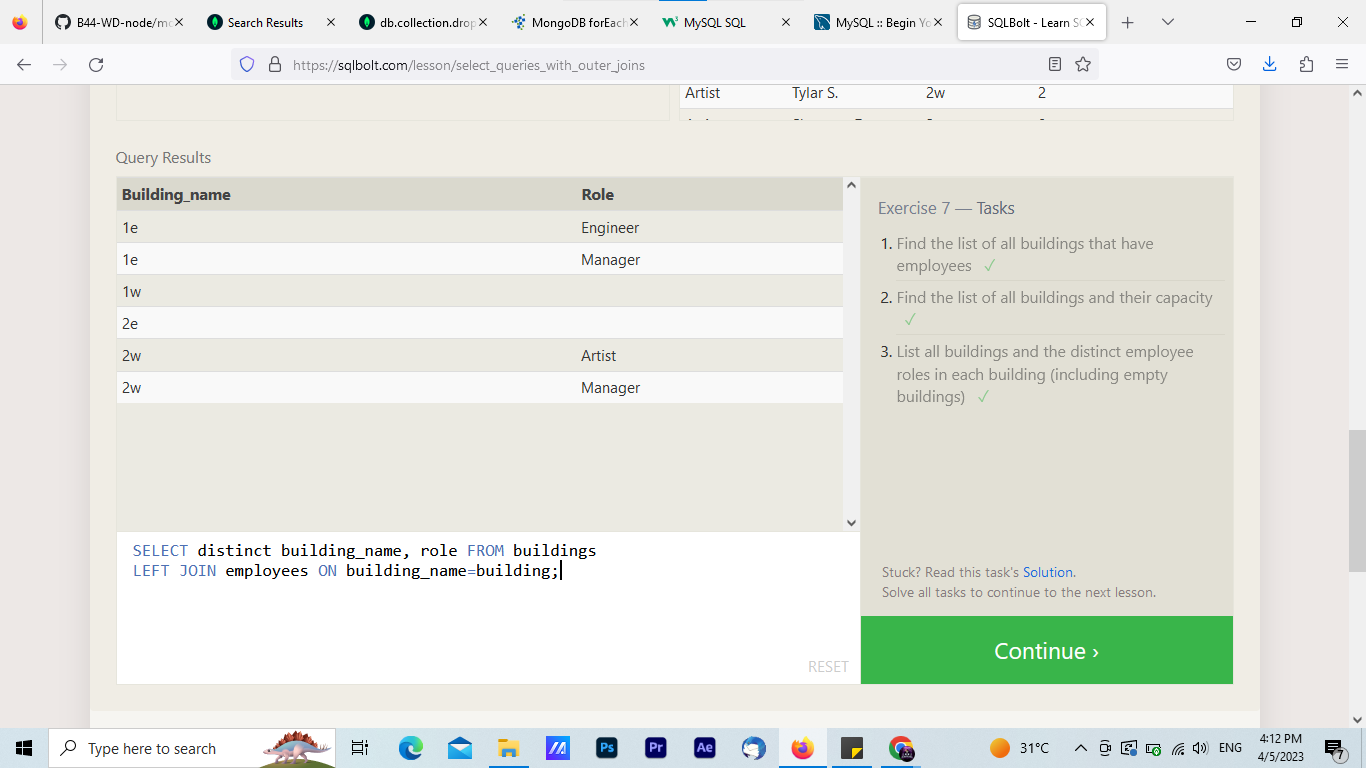 B44-WD-node/mo
Search Results
db.collection.drop
MongoDB forEach
MySQL SQL
MySQL :: Begin Yo
SQLBolt - Learn SQ
https://sqlbolt.com/lesson/select_queries_with_outer_joins
Artist Tylar S. 2w 2
Query Results
Building_name Role
1e Engineer
1e Manager
1w
2e
2w Artist
2w Manager
Exercise 7 — Tasks
1. Find the list of all buildings that have
employees ✓
2. Find the list of all buildings and their capacity
✓
3. List all buildings and the distinct employee
roles in each building (including empty
buildings) ✓
SELECT distinct building_name, role FROM buildings
LEFT JOIN employees ON building_name=building;
RESET
Stuck? Read this task's Solution.
Solve all tasks to continue to the next lesson.
Continue ›
Type here to search
Ps
Pr
Ae
31°C
ENG
4:12 PM
4/5/2023
7